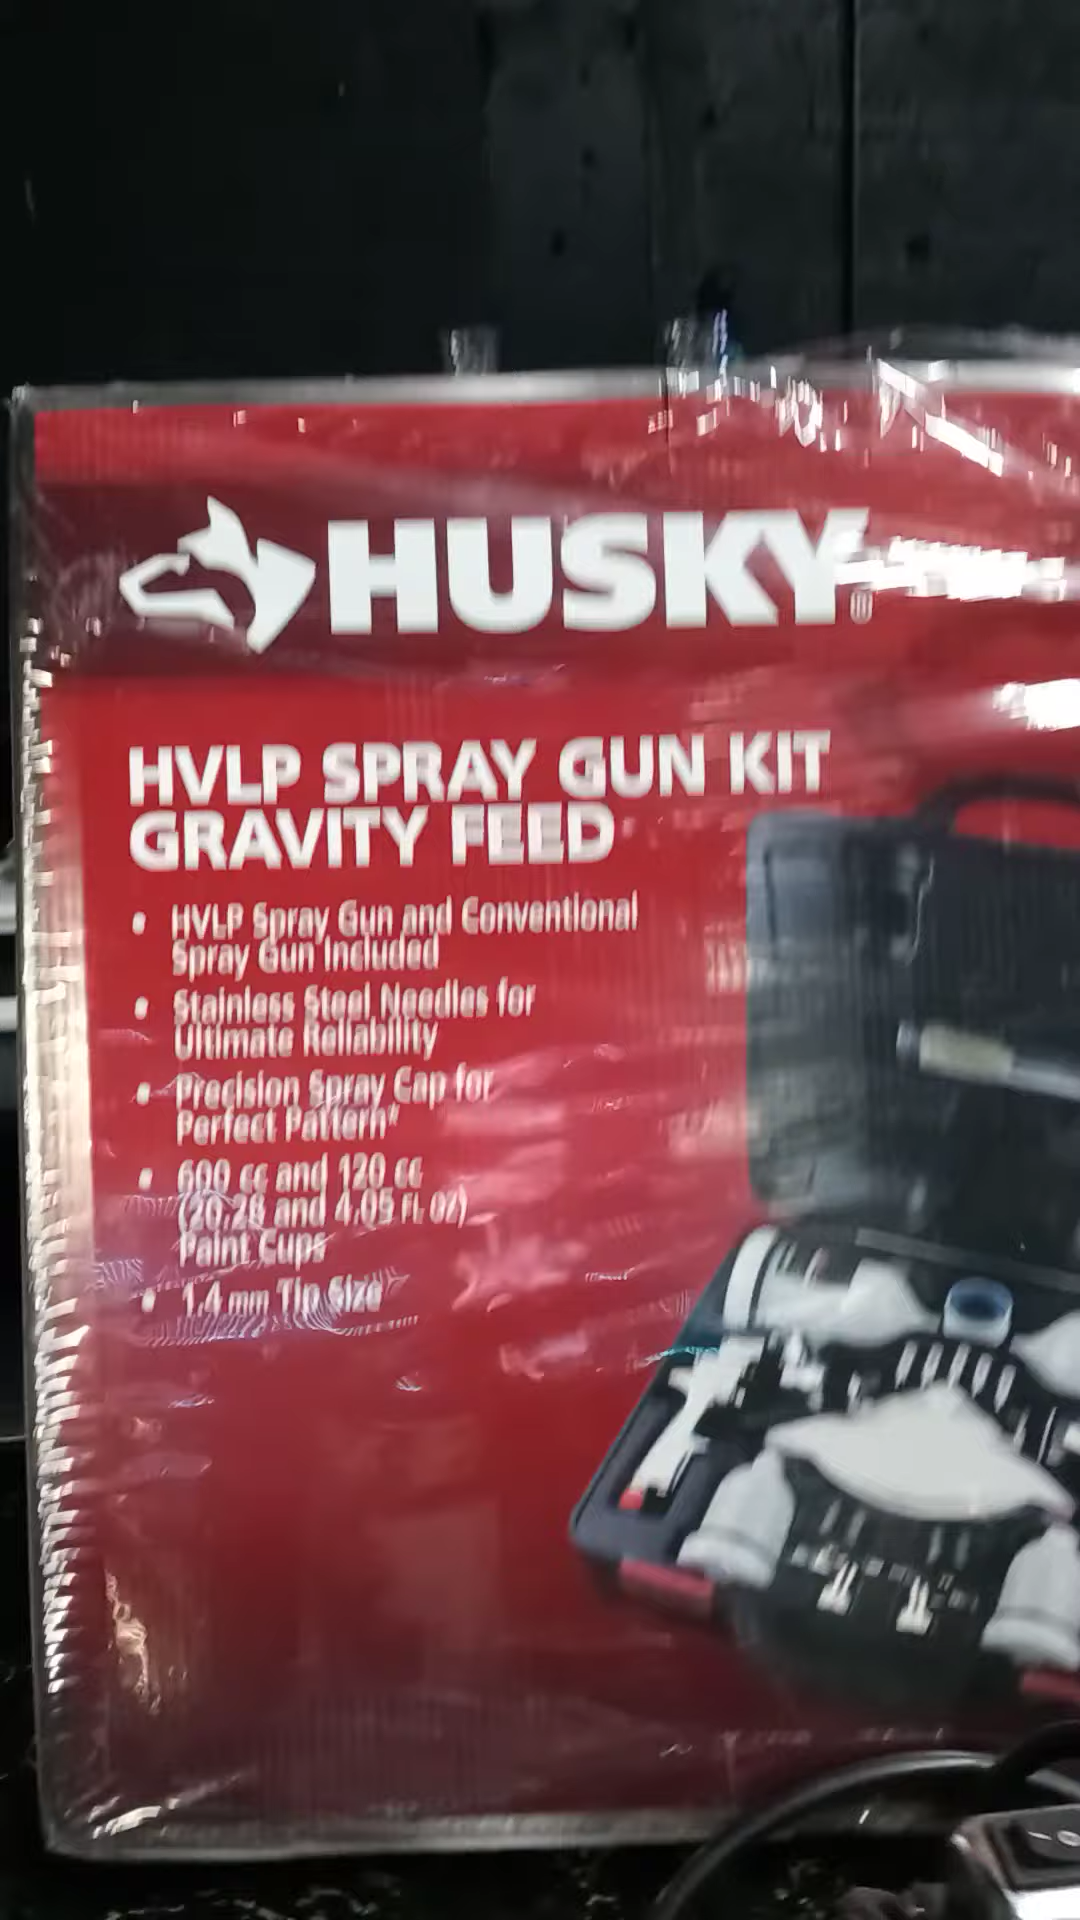 HUSKY®
HVLP SPRAY GUN KIT
GRAVITY FEED
• HVLP Spray Gun and Conventional
Spray Gun Included
• Stainless Steel Needles for
Ultimate Reliability
• Precision Spray Cap for
Perfect Pattern*
• 600 cc and 120 cc
(20.28 and 4.05 FL OZ)
Paint Cups
• 1.4 mm Tip Size